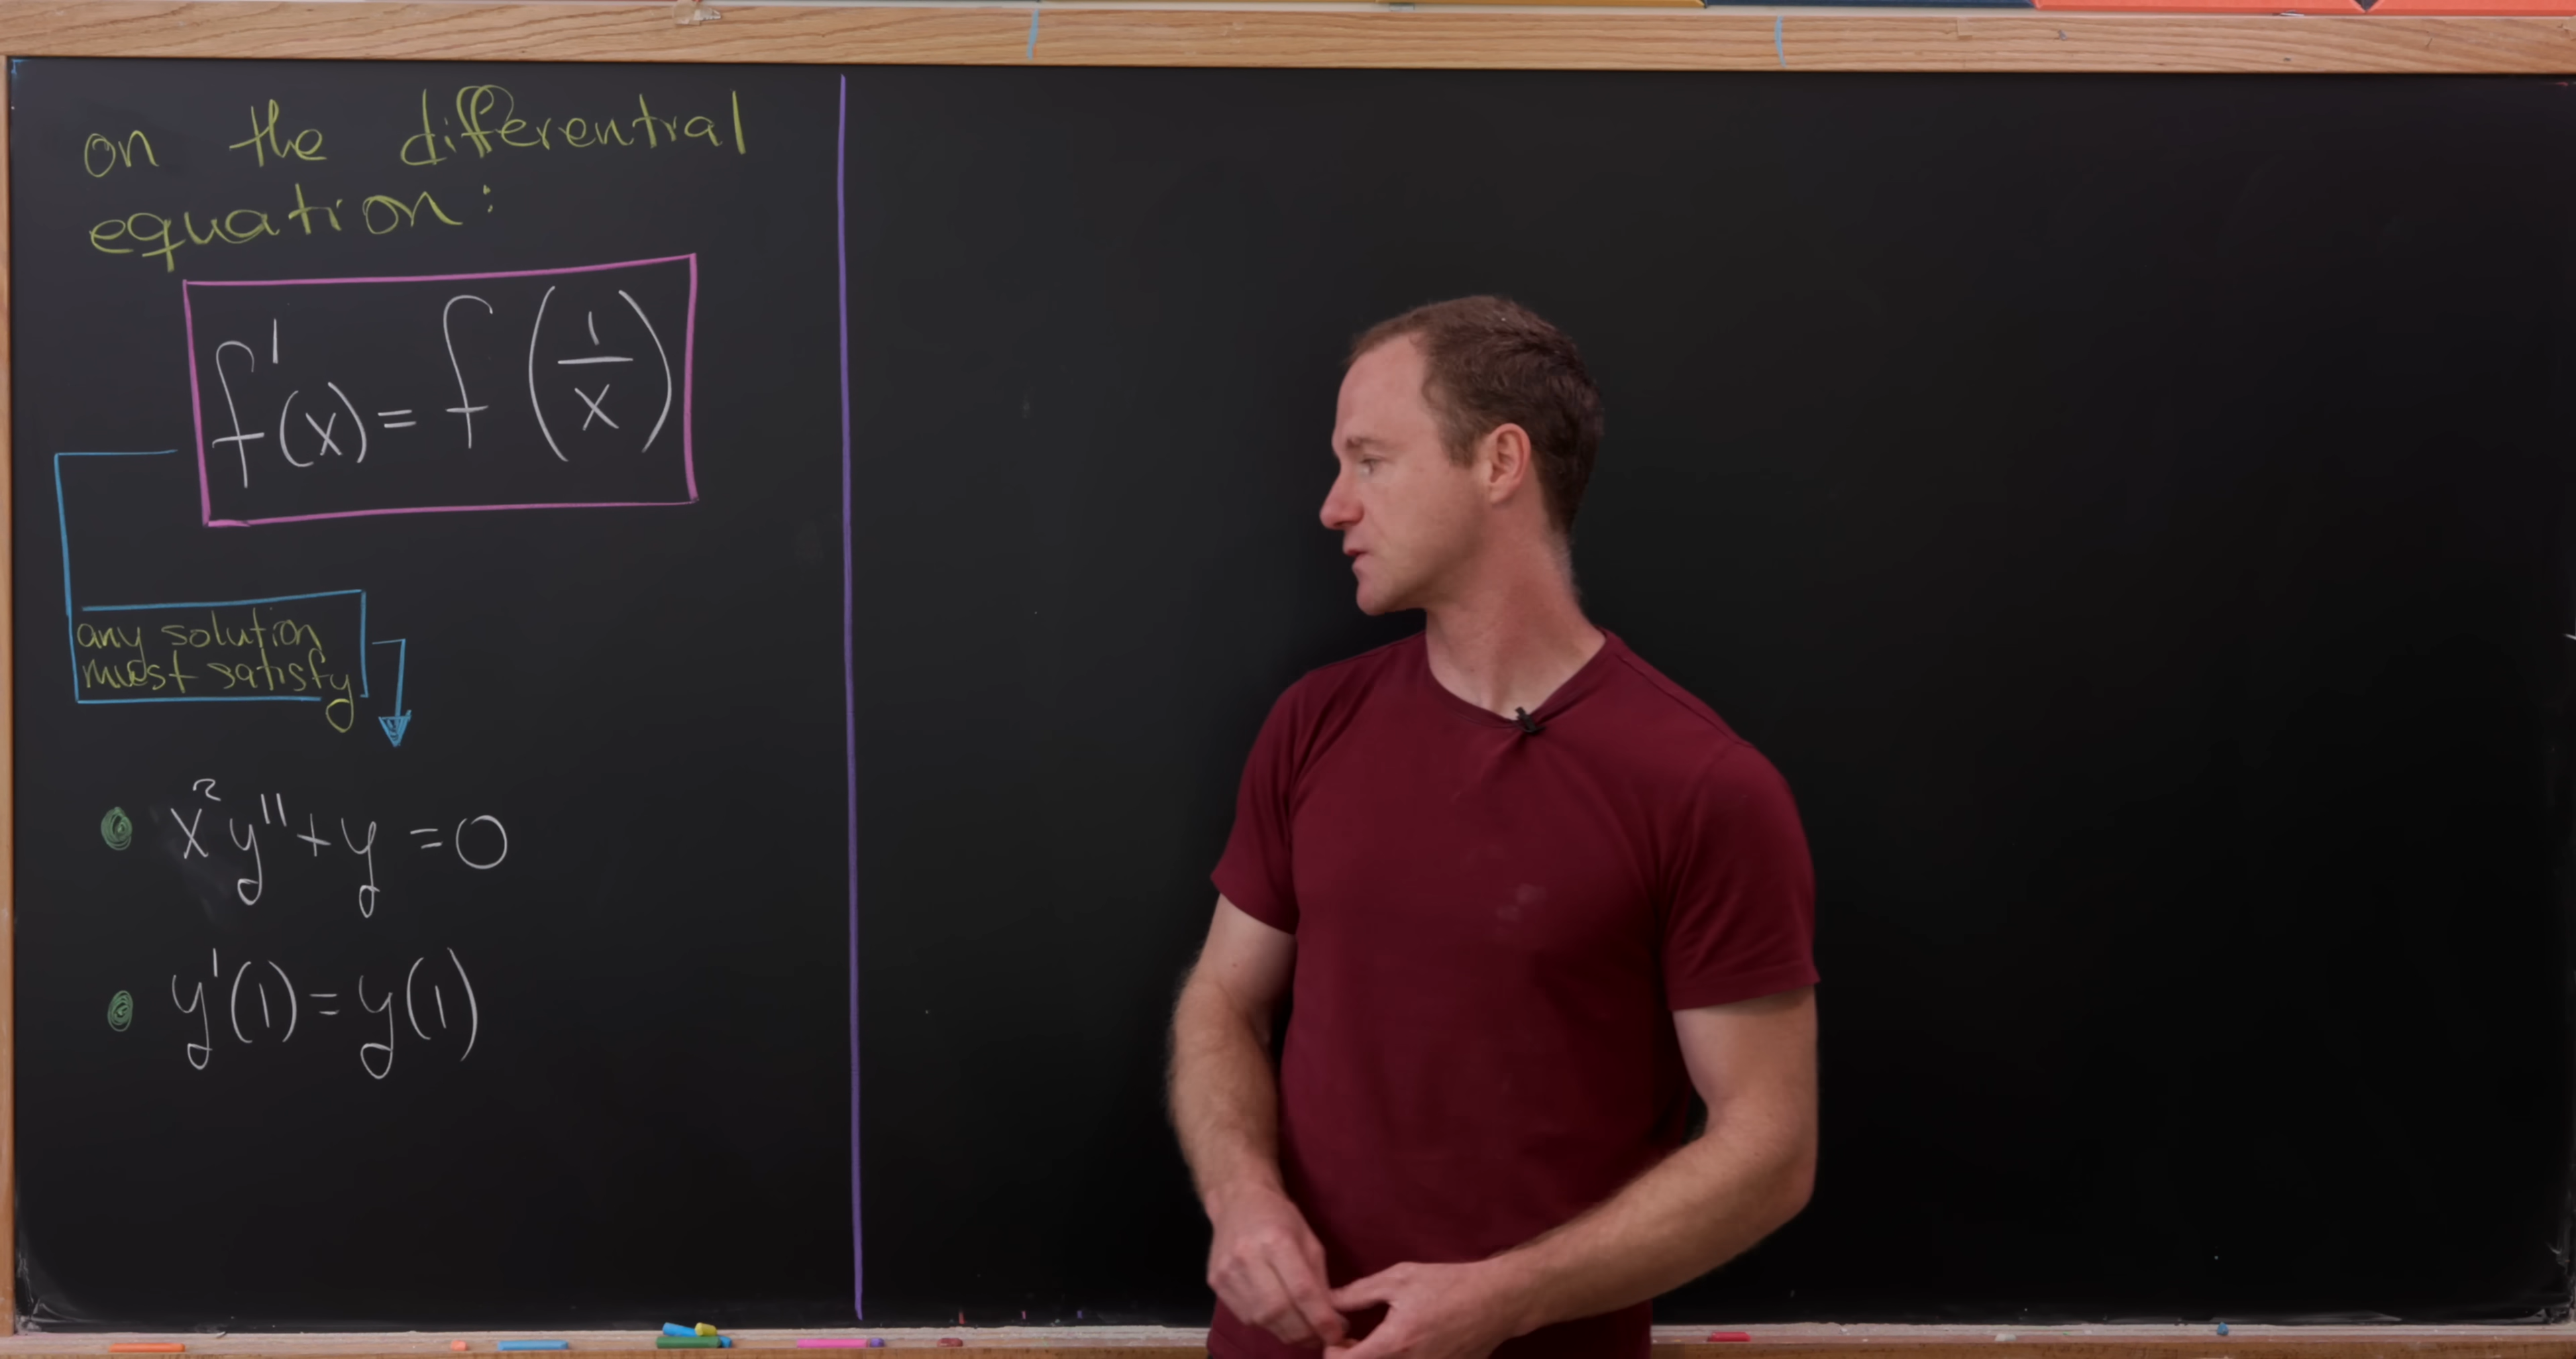 on the differential
equation:
f'(x) = f(1/x)
any solution
must satisfy
x²y'' + y = 0
y'(1) = y(1)